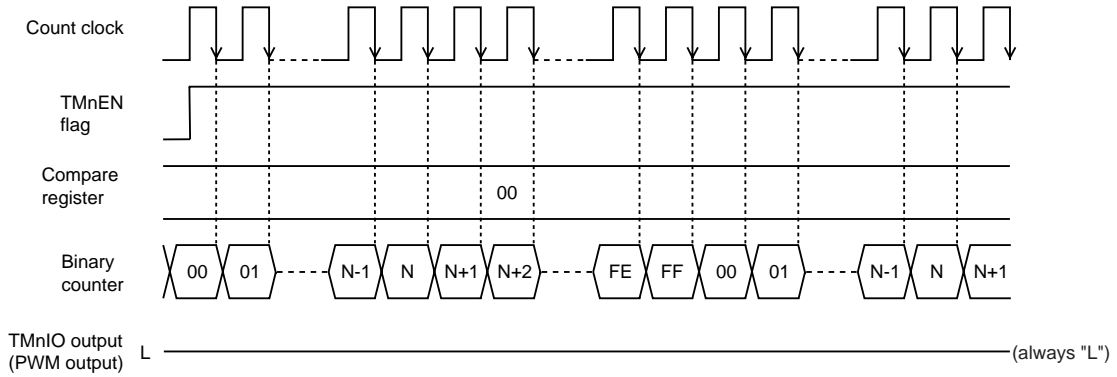 Count clock
TMnEN
flag
Compare
register
00
Binary
counter
00 01 N-1 N N+1 N+2 FE FF 00 01 N-1 N N+1
TMnIO output
(PWM output)
L
(always "L")